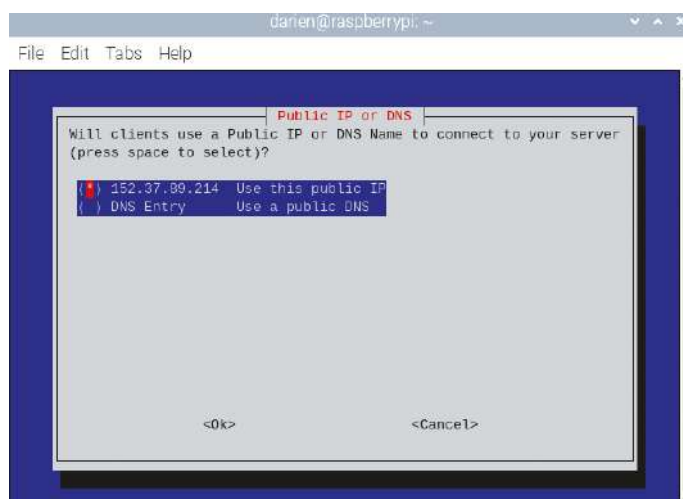 darien@raspberrypi: ~
File Edit Tabs Help
Public IP or DNS
Will clients use a Public IP or DNS Name to connect to your server
(press space to select)?
(*) 152.37.89.214 Use this public IP
( ) DNS Entry Use a public DNS
<Ok> <Cancel>